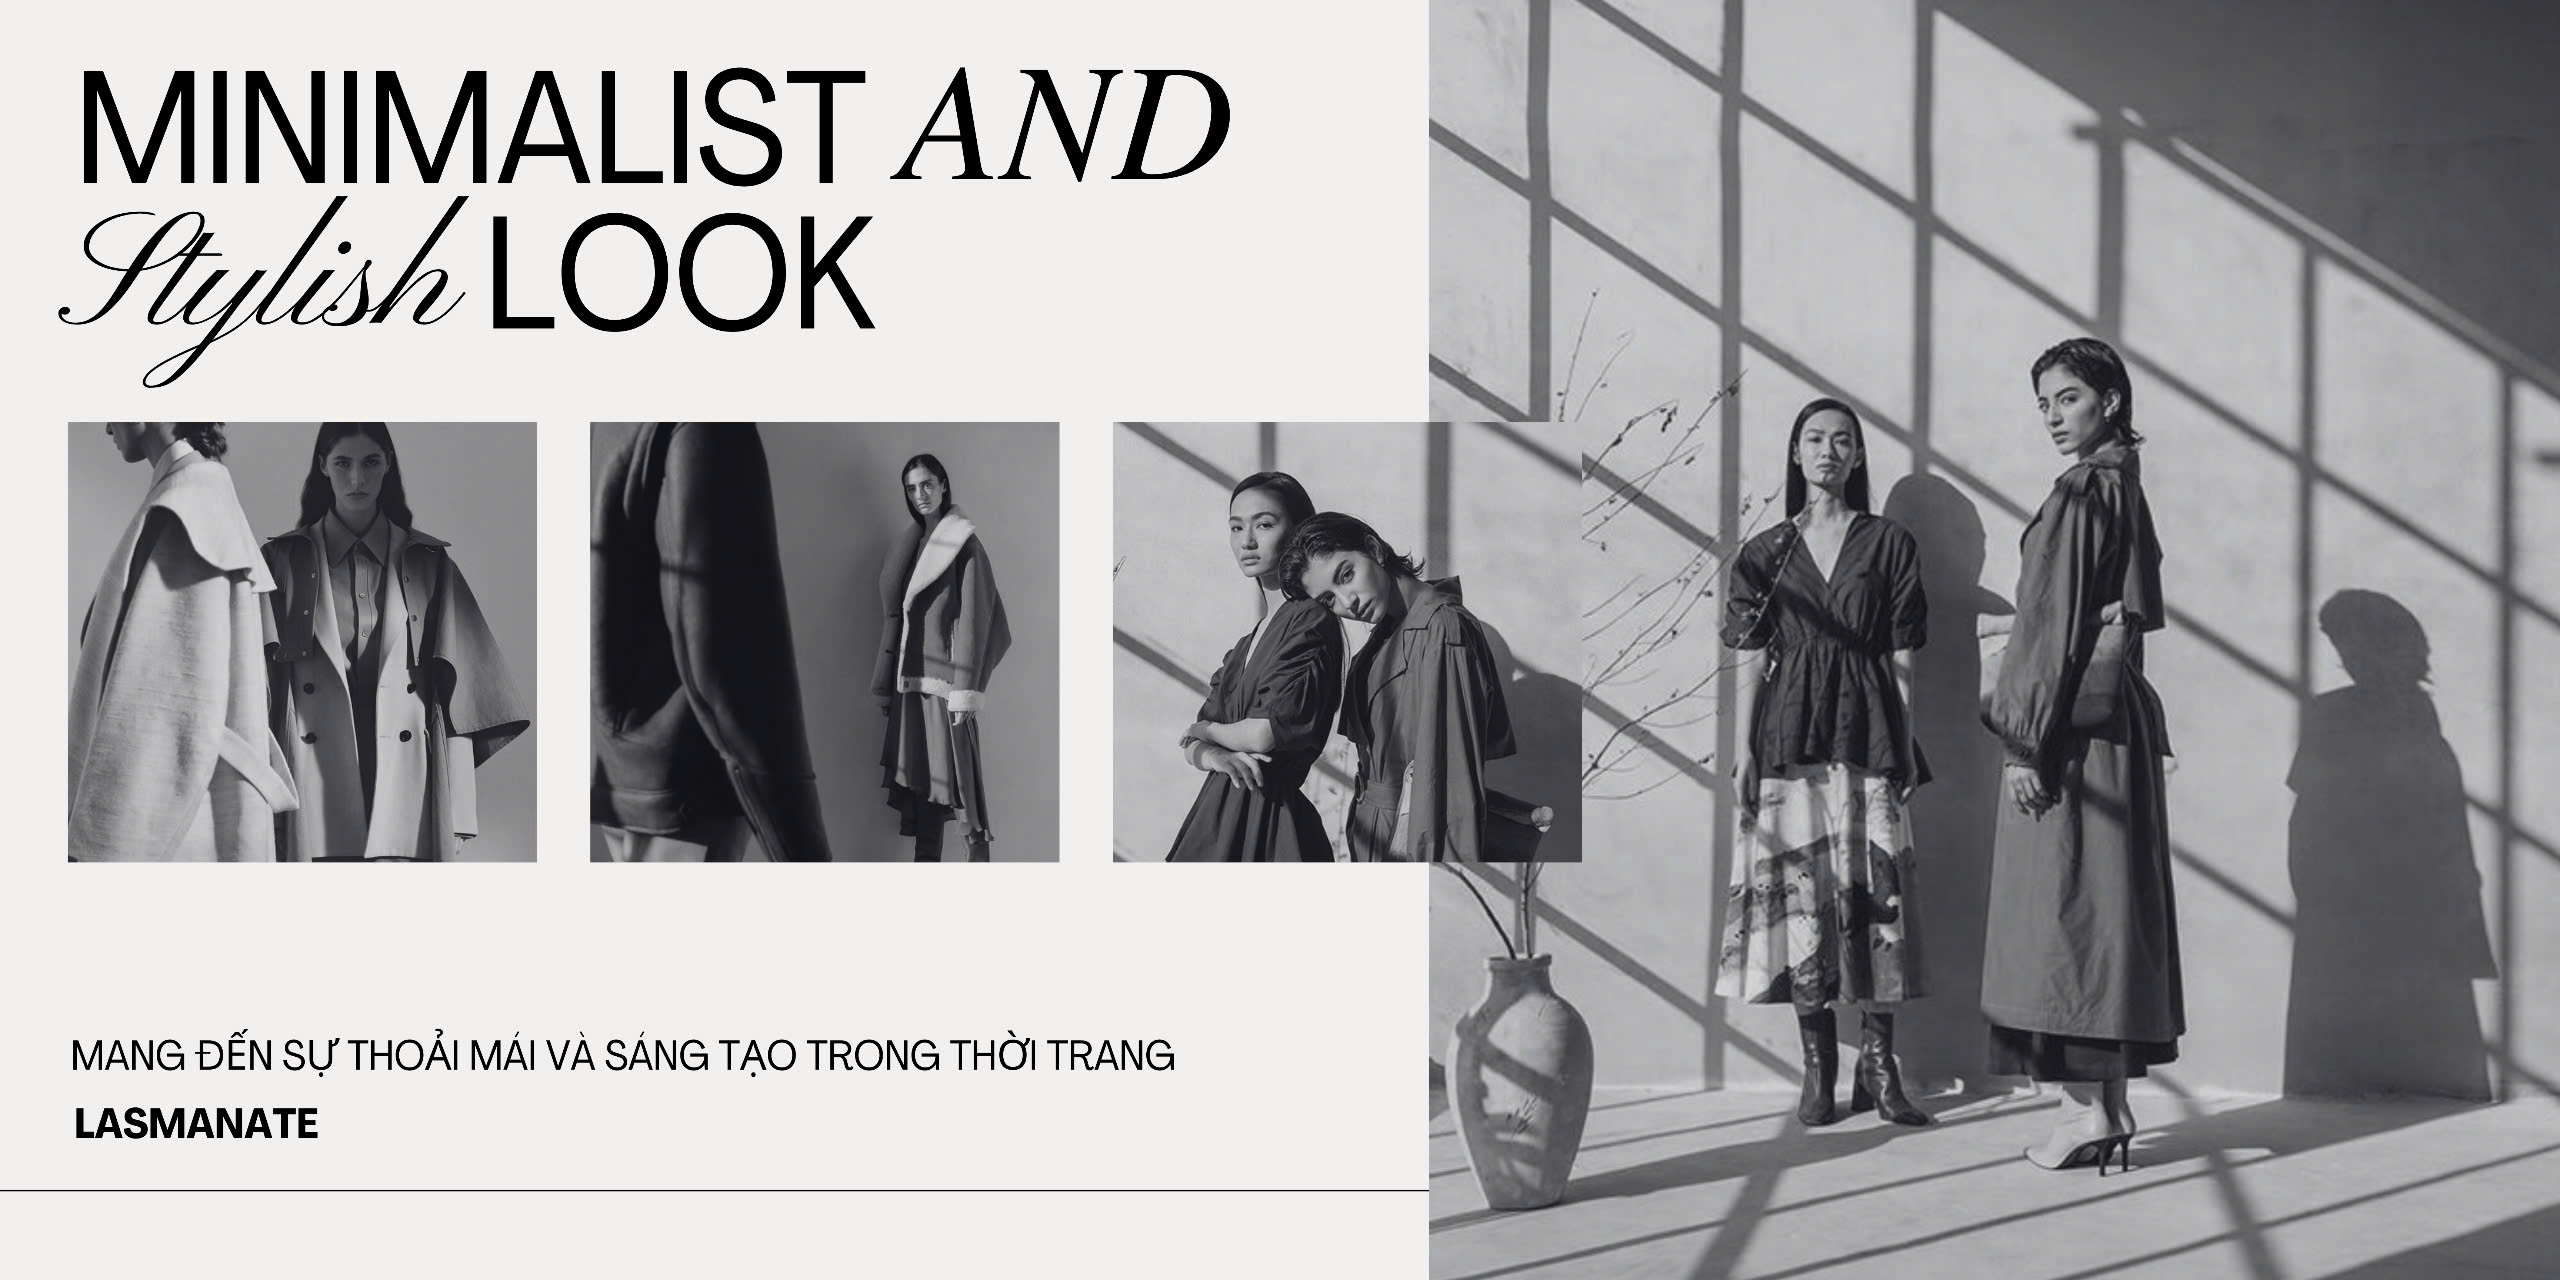 MINIMALIST AND
Stylish LOOK
MANG ĐẾN SỰ THOẢI MÁI VÀ SÁNG TẠO TRONG THỜI TRANG
LASMANATE